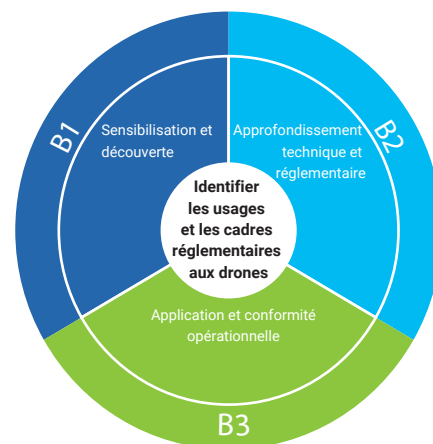 B1
Sensibilisation et
découverte
B2
Approfondissement
technique et
réglementaire
Identifier
les usages
et les cadres
réglementaires
aux drones
Application et conformité
opérationnelle
B3